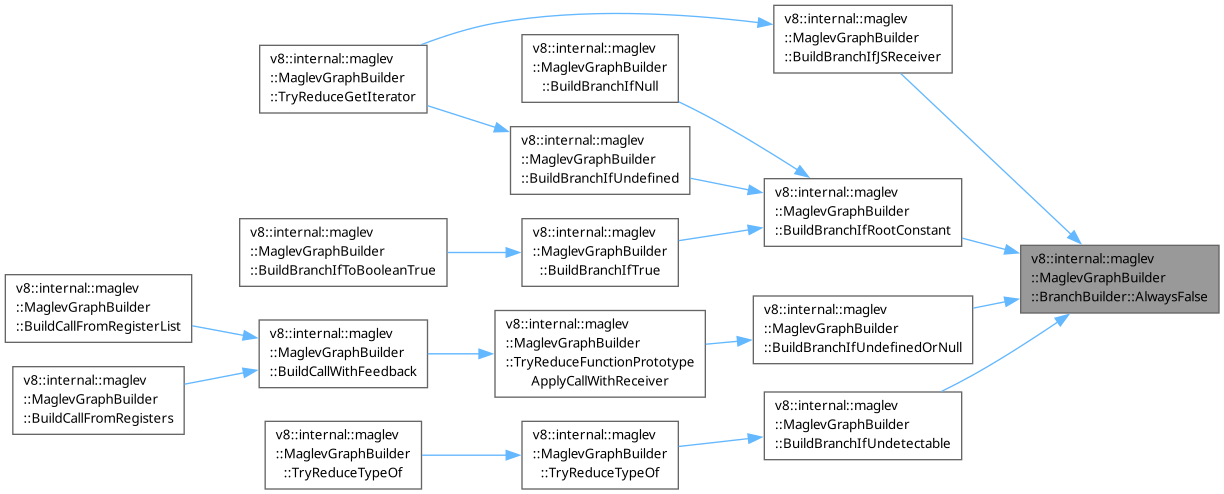 v8::internal::maglev
::MaglevGraphBuilder
::BuildBranchIfJSReceiver
v8::internal::maglev
::MaglevGraphBuilder
::BuildBranchIfNull
v8::internal::maglev
::MaglevGraphBuilder
::TryReduceGetIterator
v8::internal::maglev
::MaglevGraphBuilder
::BuildBranchIfUndefined
v8::internal::maglev
::MaglevGraphBuilder
::BuildBranchIfRootConstant
v8::internal::maglev
::MaglevGraphBuilder
::BuildBranchIfToBooleanTrue
v8::internal::maglev
::MaglevGraphBuilder
::BuildBranchIfTrue
v8::internal::maglev
::MaglevGraphBuilder
::BranchBuilder::AlwaysFalse
v8::internal::maglev
::MaglevGraphBuilder
::BuildCallFromRegisterList
v8::internal::maglev
::MaglevGraphBuilder
::BuildCallWithFeedback
v8::internal::maglev
::MaglevGraphBuilder
::TryReduceFunctionPrototype
ApplyCallWithReceiver
v8::internal::maglev
::MaglevGraphBuilder
::BuildBranchIfUndefinedOrNull
v8::internal::maglev
::MaglevGraphBuilder
::BuildCallFromRegisters
v8::internal::maglev
::MaglevGraphBuilder
::TryReduceTypeOf
v8::internal::maglev
::MaglevGraphBuilder
::TryReduceTypeOf
v8::internal::maglev
::MaglevGraphBuilder
::BuildBranchIfUndetectable